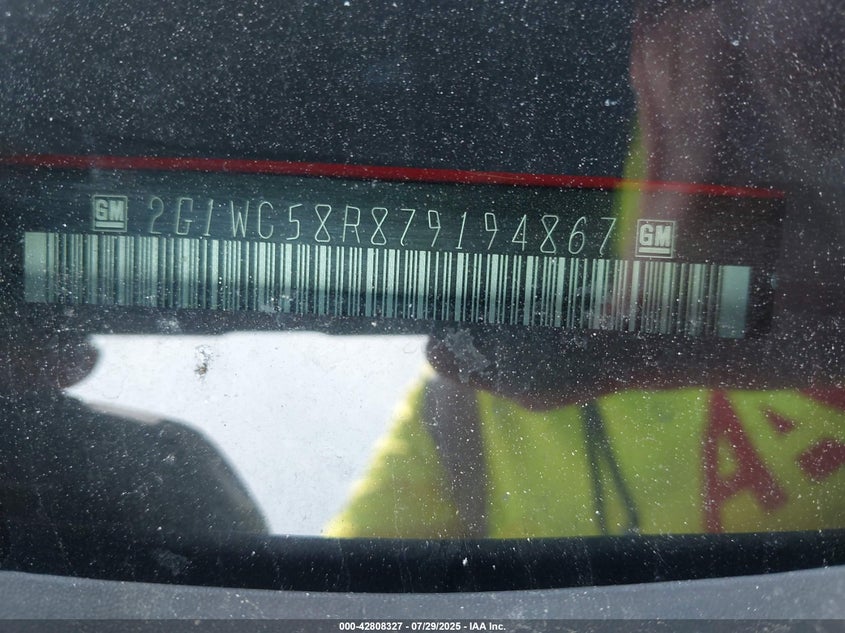 GM 2G1WC58R879194867 GM
000-42808327 - 07/29/2025 - IAA Inc.